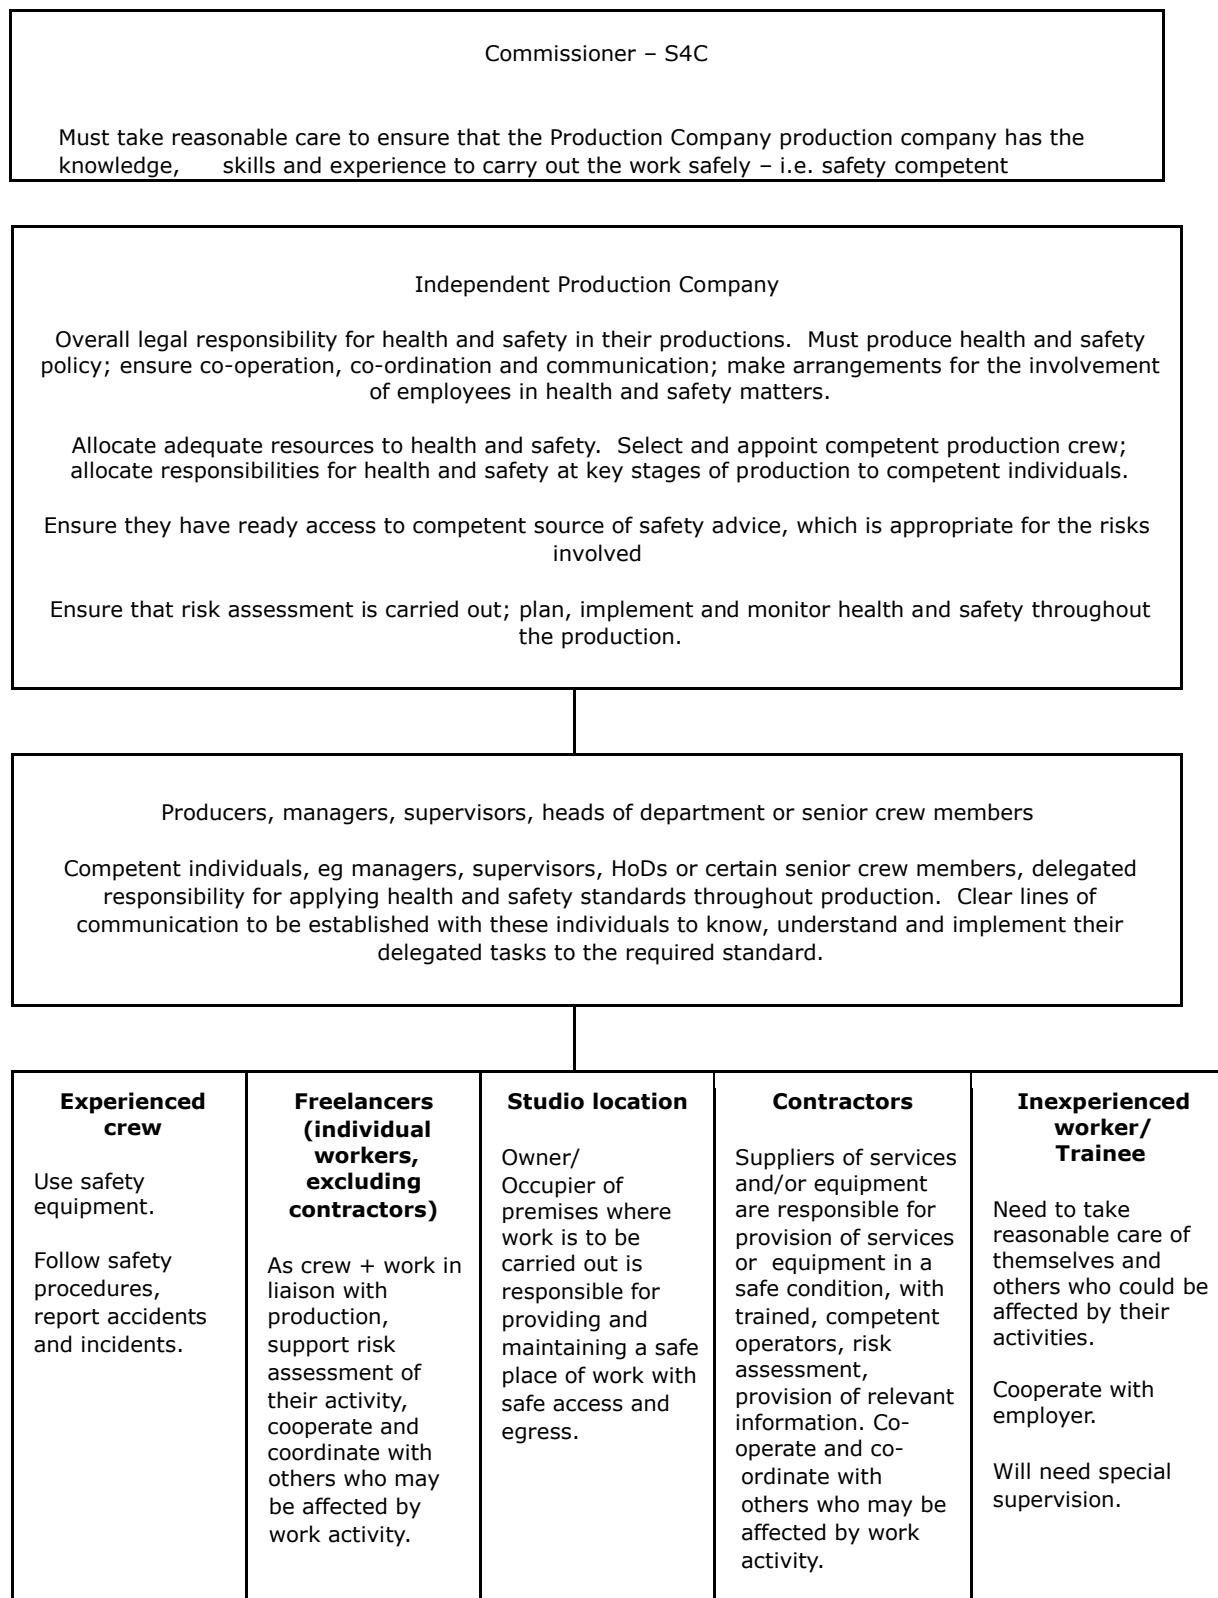 Commissioner – S4C
Must take reasonable care to ensure that the Production Company production company has the
knowledge, skills and experience to carry out the work safely – i.e. safety competent
Independent Production Company
Overall legal responsibility for health and safety in their productions. Must produce health and safety
policy; ensure co-operation, co-ordination and communication; make arrangements for the involvement
of employees in health and safety matters.
Allocate adequate resources to health and safety. Select and appoint competent production crew;
allocate responsibilities for health and safety at key stages of production to competent individuals.
Ensure they have ready access to competent source of safety advice, which is appropriate for the risks
involved
Ensure that risk assessment is carried out; plan, implement and monitor health and safety throughout
the production.
Producers, managers, supervisors, heads of department or senior crew members
Competent individuals, eg managers, supervisors, HoDs or certain senior crew members, delegated
responsibility for applying health and safety standards throughout production. Clear lines of
communication to be established with these individuals to know, understand and implement their
delegated tasks to the required standard.
Experienced
crew
Use safety
equipment.
Follow safety
procedures,
report accidents
and incidents.
Freelancers
(individual
workers,
excluding
contractors)
As crew + work in
liaison with
production,
support risk
assessment of
their activity,
cooperate and
coordinate with
others who may
be affected by
work activity.
Studio location
Owner/
Occupier of
premises where
work is to be
carried out is
responsible for
providing and
maintaining a safe
place of work with
safe access and
egress.
Contractors
Suppliers of services
and/or equipment
are responsible for
provision of services
or equipment in a
safe condition, with
trained, competent
operators, risk
assessment,
provision of relevant
information. Co-
operate and co-
ordinate with
others who may be
affected by work
activity.
Inexperienced
worker/
Trainee
Need to take
reasonable care of
themselves and
others who could be
affected by their
activities.
Cooperate with
employer.
Will need special
supervision.